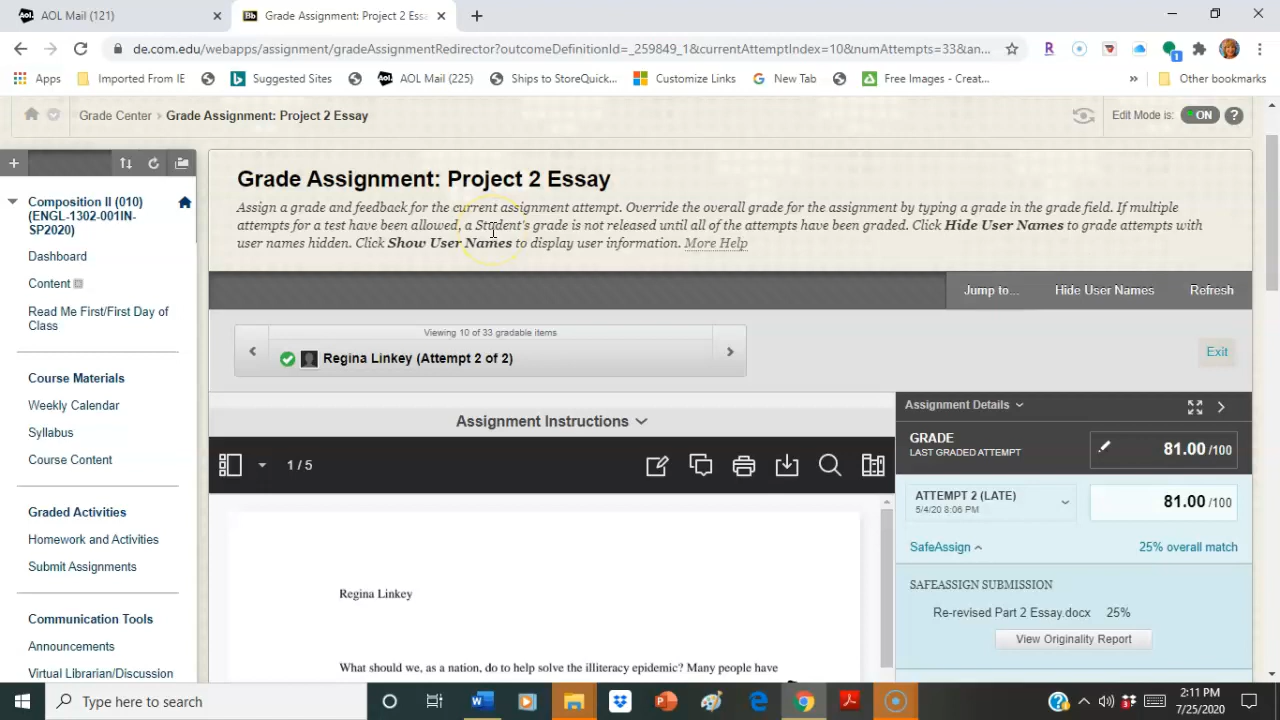 AOL Mail (121)
Grade Assignment: Project 2 Essa
de.com.edu/webapps/assignment/gradeAssignmentRedirector?outcomeDefinitionId=_259849_1&currentAttemptIndex=10&numAttempts=33&an...
Apps
Imported From IE
Suggested Sites
AOL Mail (225)
Ships to StoreQuick...
Customize Links
New Tab
Free Images - Creat...
»
Other bookmarks
Grade Center > Grade Assignment: Project 2 Essay
Edit Mode is: ON ?
Composition II (010)
(ENGL-1302-001IN-
SP2020)
Dashboard
Content
Read Me First/First Day of
Class
Course Materials
Weekly Calendar
Syllabus
Course Content
Graded Activities
Homework and Activities
Submit Assignments
Communication Tools
Announcements
Virtual Librarian/Discussion
Grade Assignment: Project 2 Essay
Assign a grade and feedback for the current assignment attempt. Override the overall grade for the assignment by typing a grade in the grade field. If multiple
attempts for a test have been allowed, a Student's grade is not released until all of the attempts have been graded. Click Hide User Names to grade attempts with
user names hidden. Click Show User Names to display user information. More Help
Jump to...
Hide User Names
Refresh
Viewing 10 of 33 gradable items
Regina Linkey (Attempt 2 of 2)
Exit
Assignment Instructions
1 / 5
Regina Linkey
What should we, as a nation, do to help solve the illiteracy epidemic? Many people have
Assignment Details
GRADE
LAST GRADED ATTEMPT
81.00 /100
ATTEMPT 2 (LATE)
5/4/20 8:06 PM
81.00 /100
SafeAssign
25% overall match
SAFEASSIGN SUBMISSION
Re-revised Part 2 Essay.docx 25%
View Originality Report
Type here to search
2:11 PM
7/25/2020